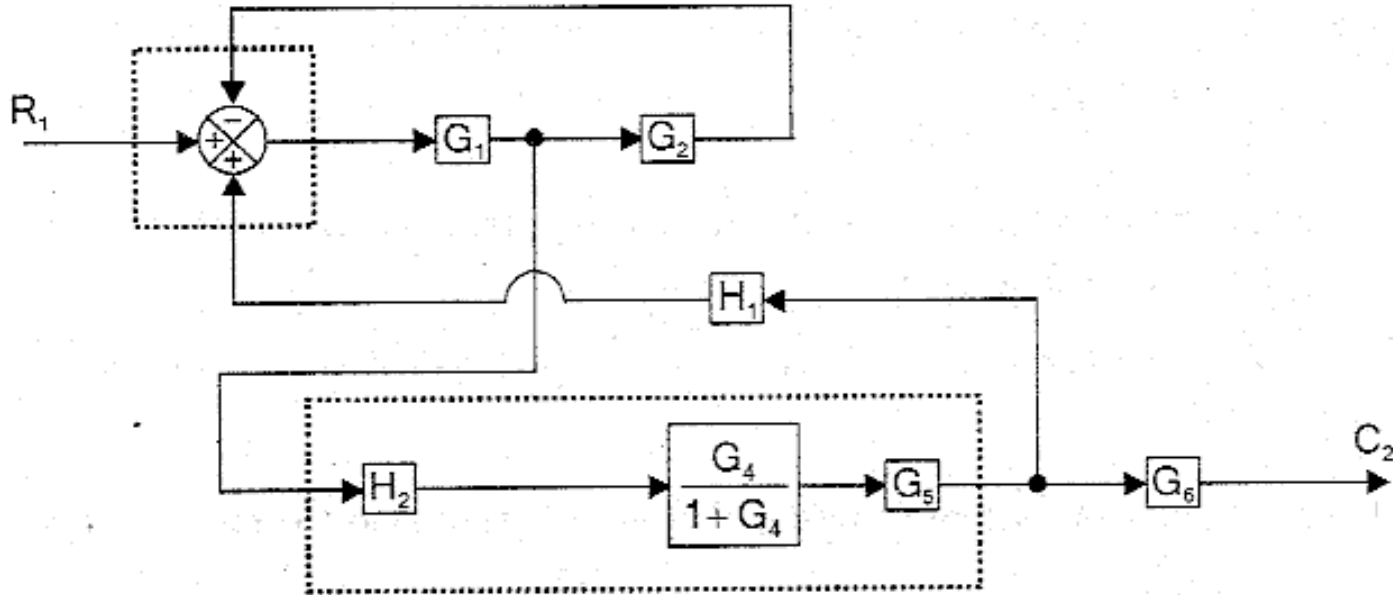 R₁
−
+
+
G₁
G₂
H₁
H₂
G₄
1 + G₄
G₅
G₆
C₂